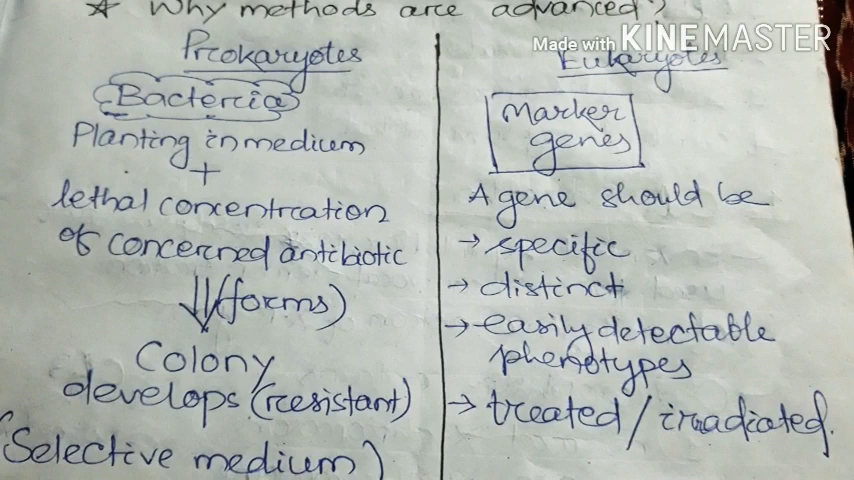 * Why methods are advanced?
Made with KINEMASTER
Prokaryotes
Bacteria
Planting in medium
+
lethal concentration
of concerned antibiotic
(forms)
Colony
develops (resistant)
(Selective medium)
Eukaryotes
Marker
genes
A gene should be
→ specific
→ distinct
→ easily detectable
phenotypes
→ treated / irradiated.